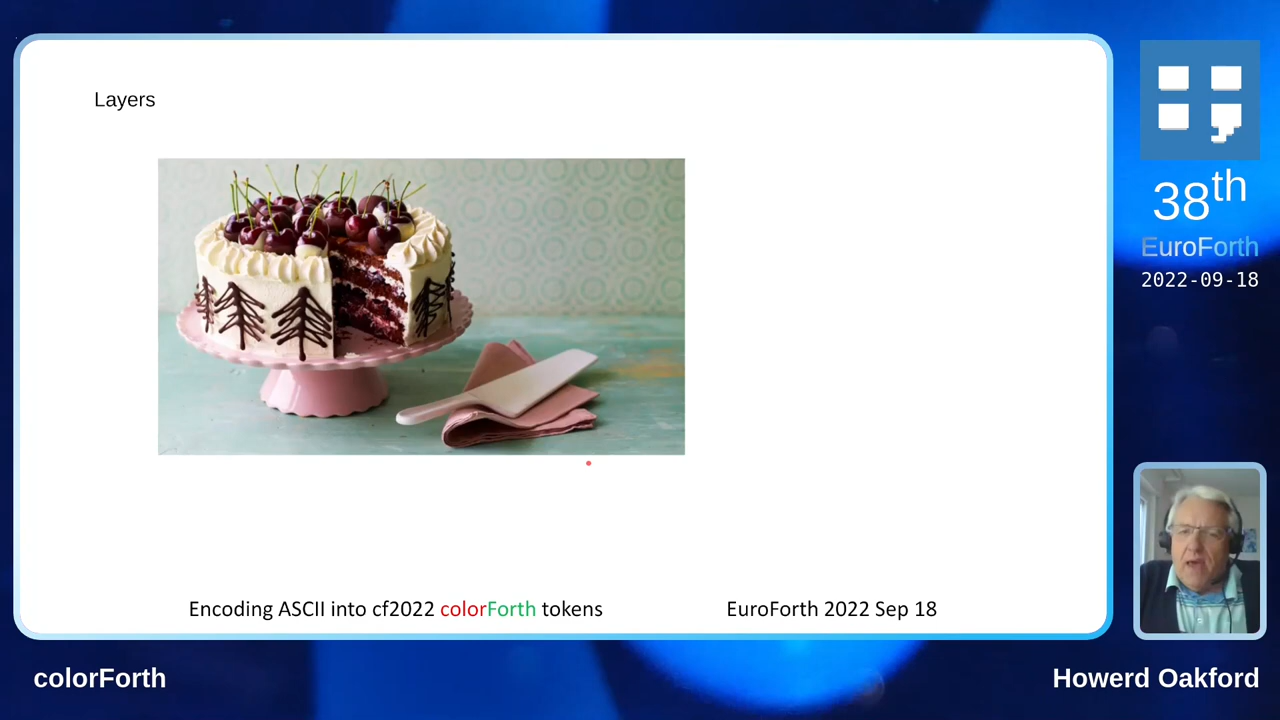 Layers
Encoding ASCII into cf2022 colorForth tokens
EuroForth 2022 Sep 18
38th
EuroForth
2022-09-18
colorForth
Howerd Oakford